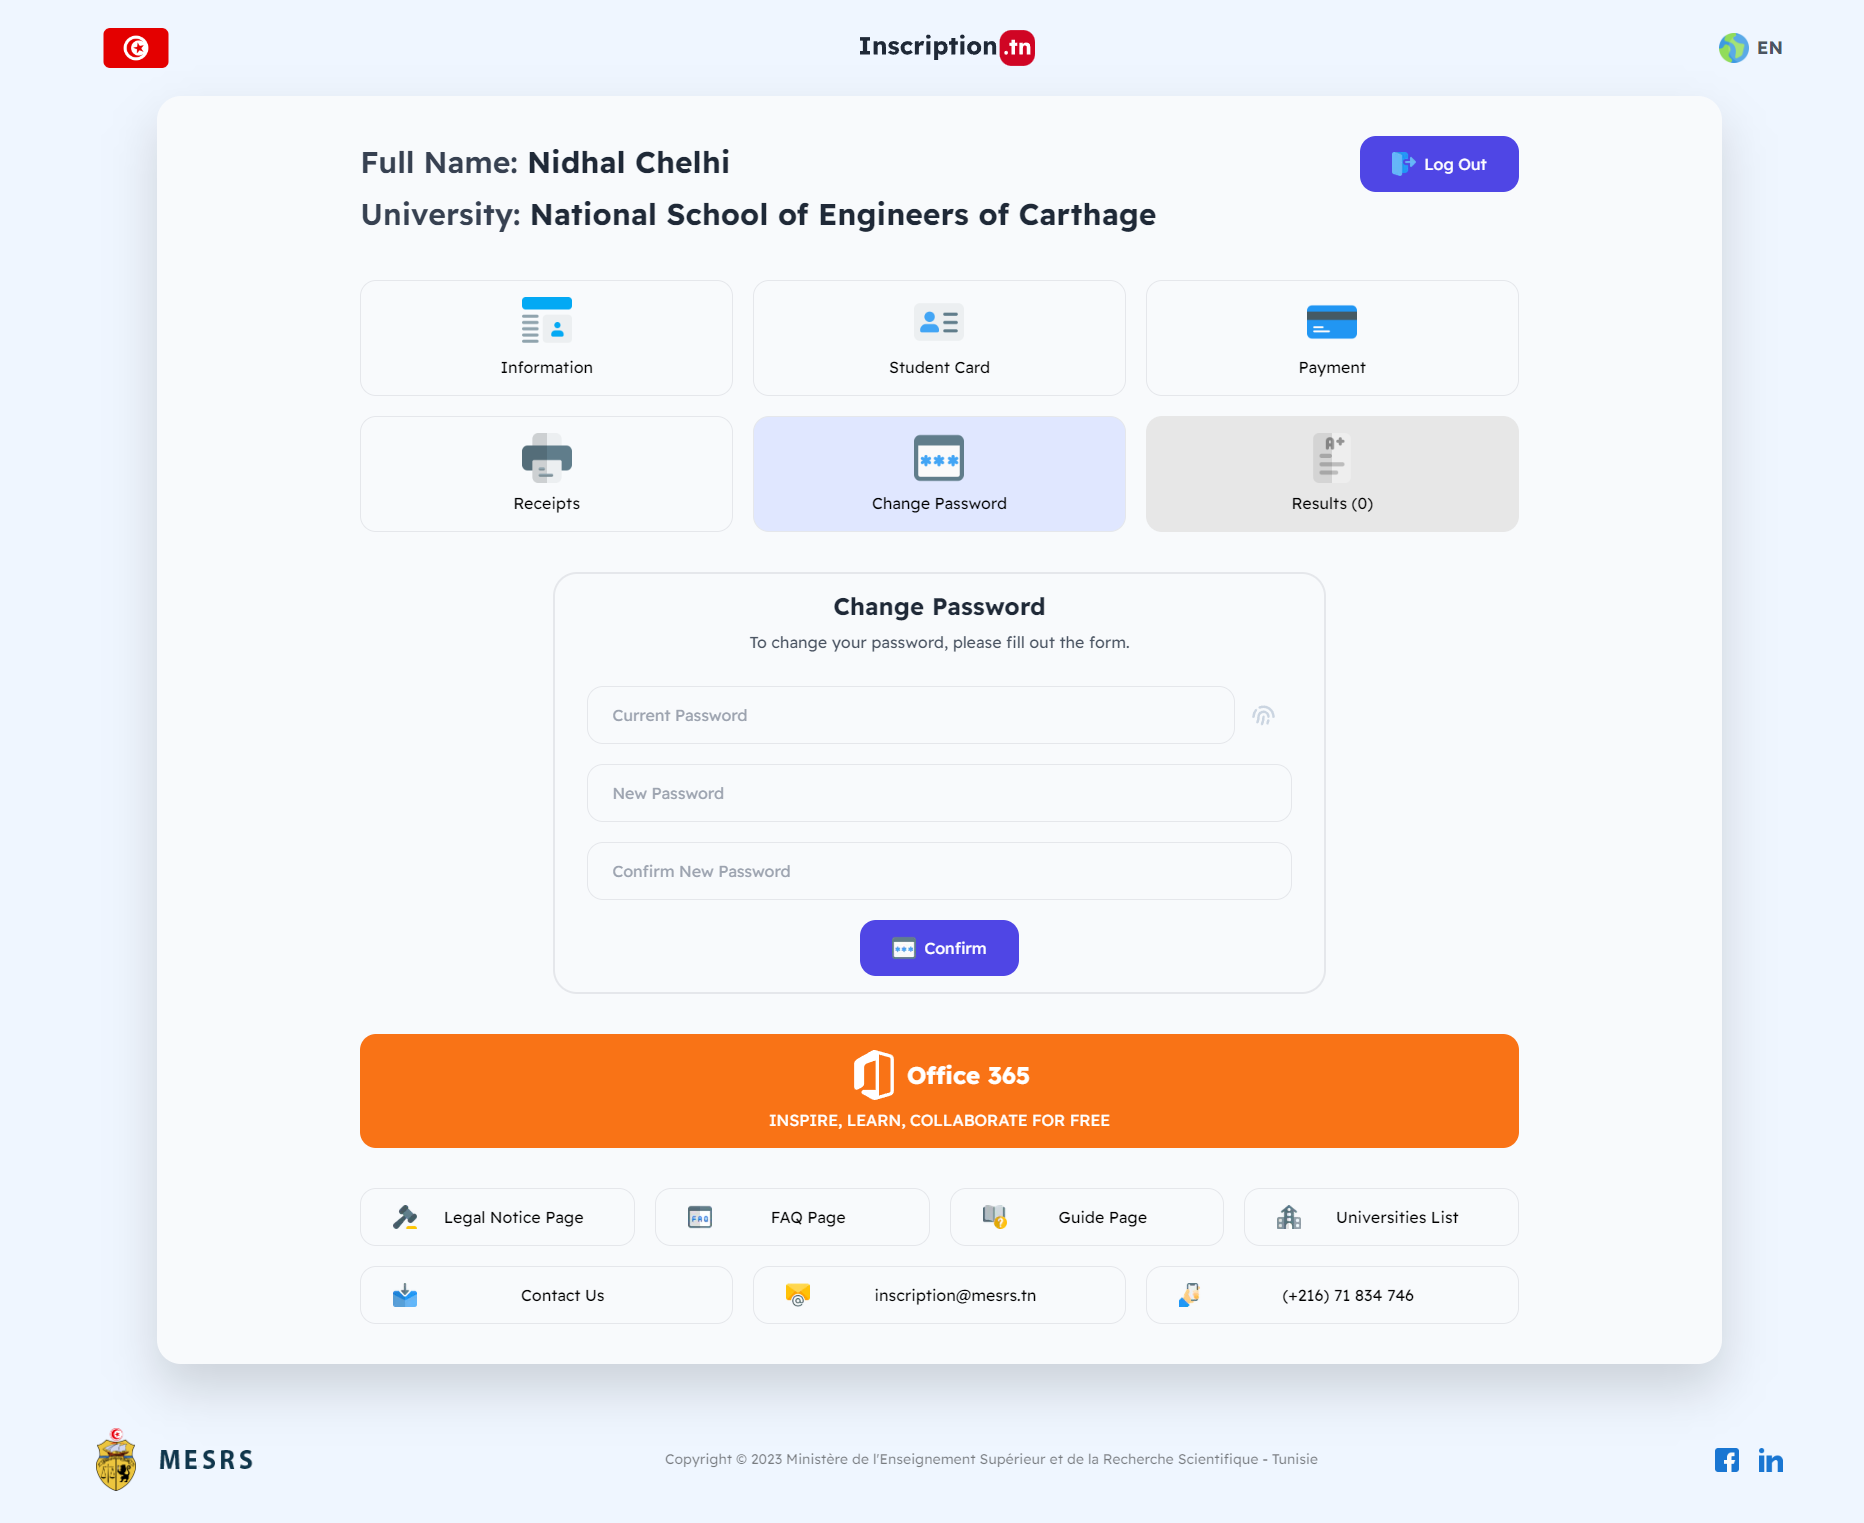 Inscription.tn
EN
Full Name: Nidhal Chelhi
Log Out
University: National School of Engineers of Carthage
Information
Student Card
Payment
A+
Receipts
***
Change Password
Results (0)
Change Password
To change your password, please fill out the form.
Current Password
New Password
Confirm New Password
*** Confirm
Office 365
INSPIRE, LEARN, COLLABORATE FOR FREE
Legal Notice Page
FAQ
FAQ Page
Guide Page
Universities List
Contact Us
inscription@mesrs.tn
(+216) 71 834 746
MESRS
Copyright © 2023 Ministère de l'Enseignement Supérieur et de la Recherche Scientifique - Tunisie